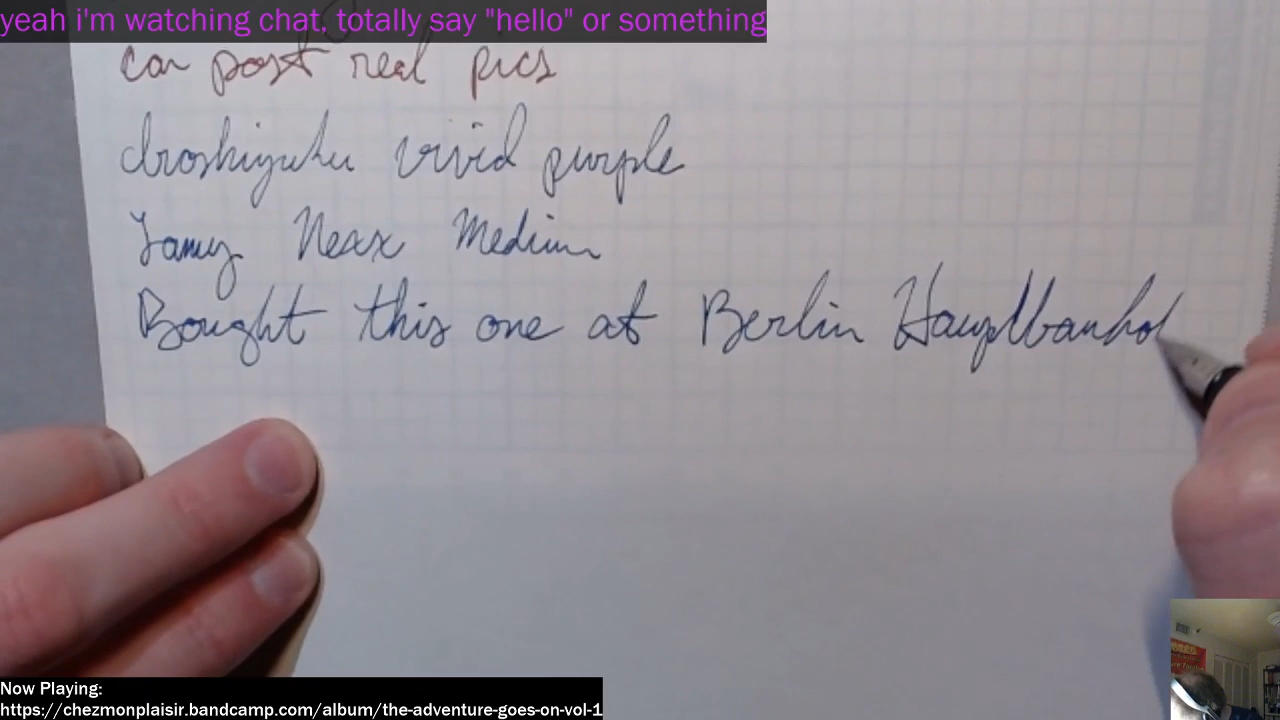 yeah i'm watching chat, totally say "hello" or something
can post real pics
iroshizuku vivid purple
Lamy Nexx Medium
Bought this one at Berlin Hauptbanhof
Now Playing:
https://chezmonplaisir.bandcamp.com/album/the-adventure-goes-on-vol-1